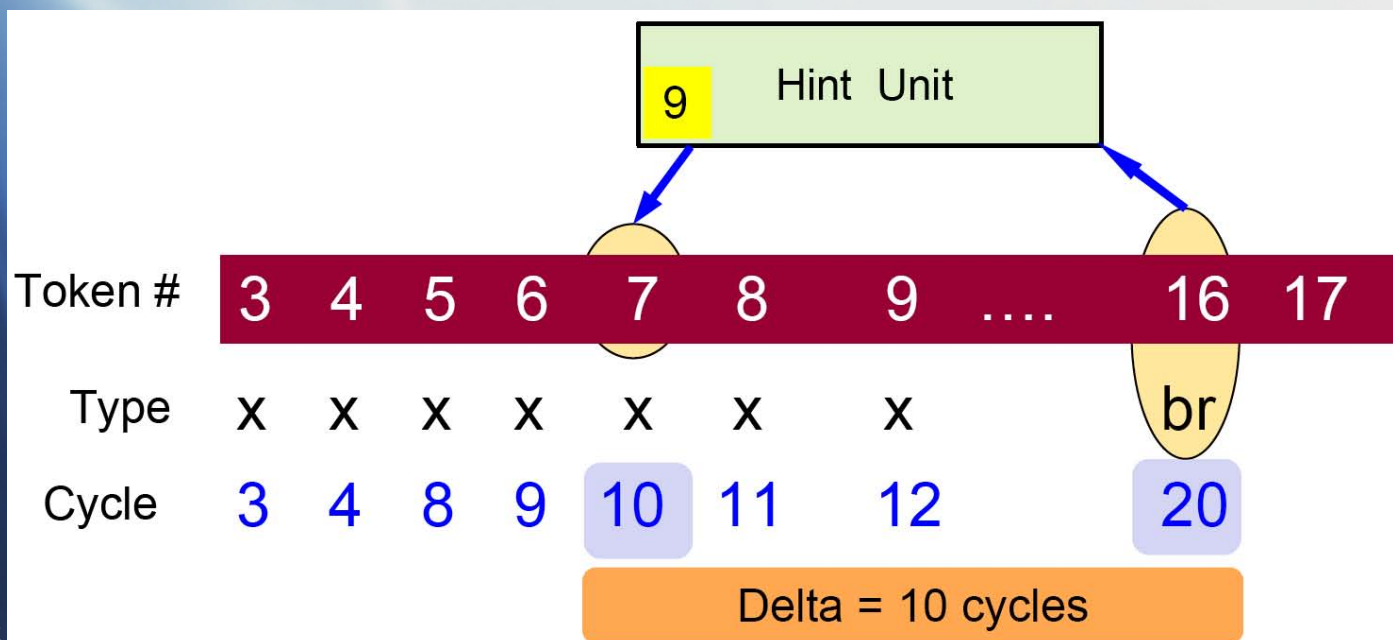 9 Hint Unit
Token # 3 4 5 6 7 8 9 .... 16 17
Type x x x x x x x br
Cycle 3 4 8 9 10 11 12 20
Delta = 10 cycles